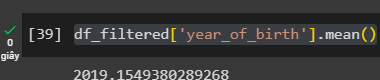 [39] df_filtered['year_of_birth'].mean()
0
giây
2019.1549380289268